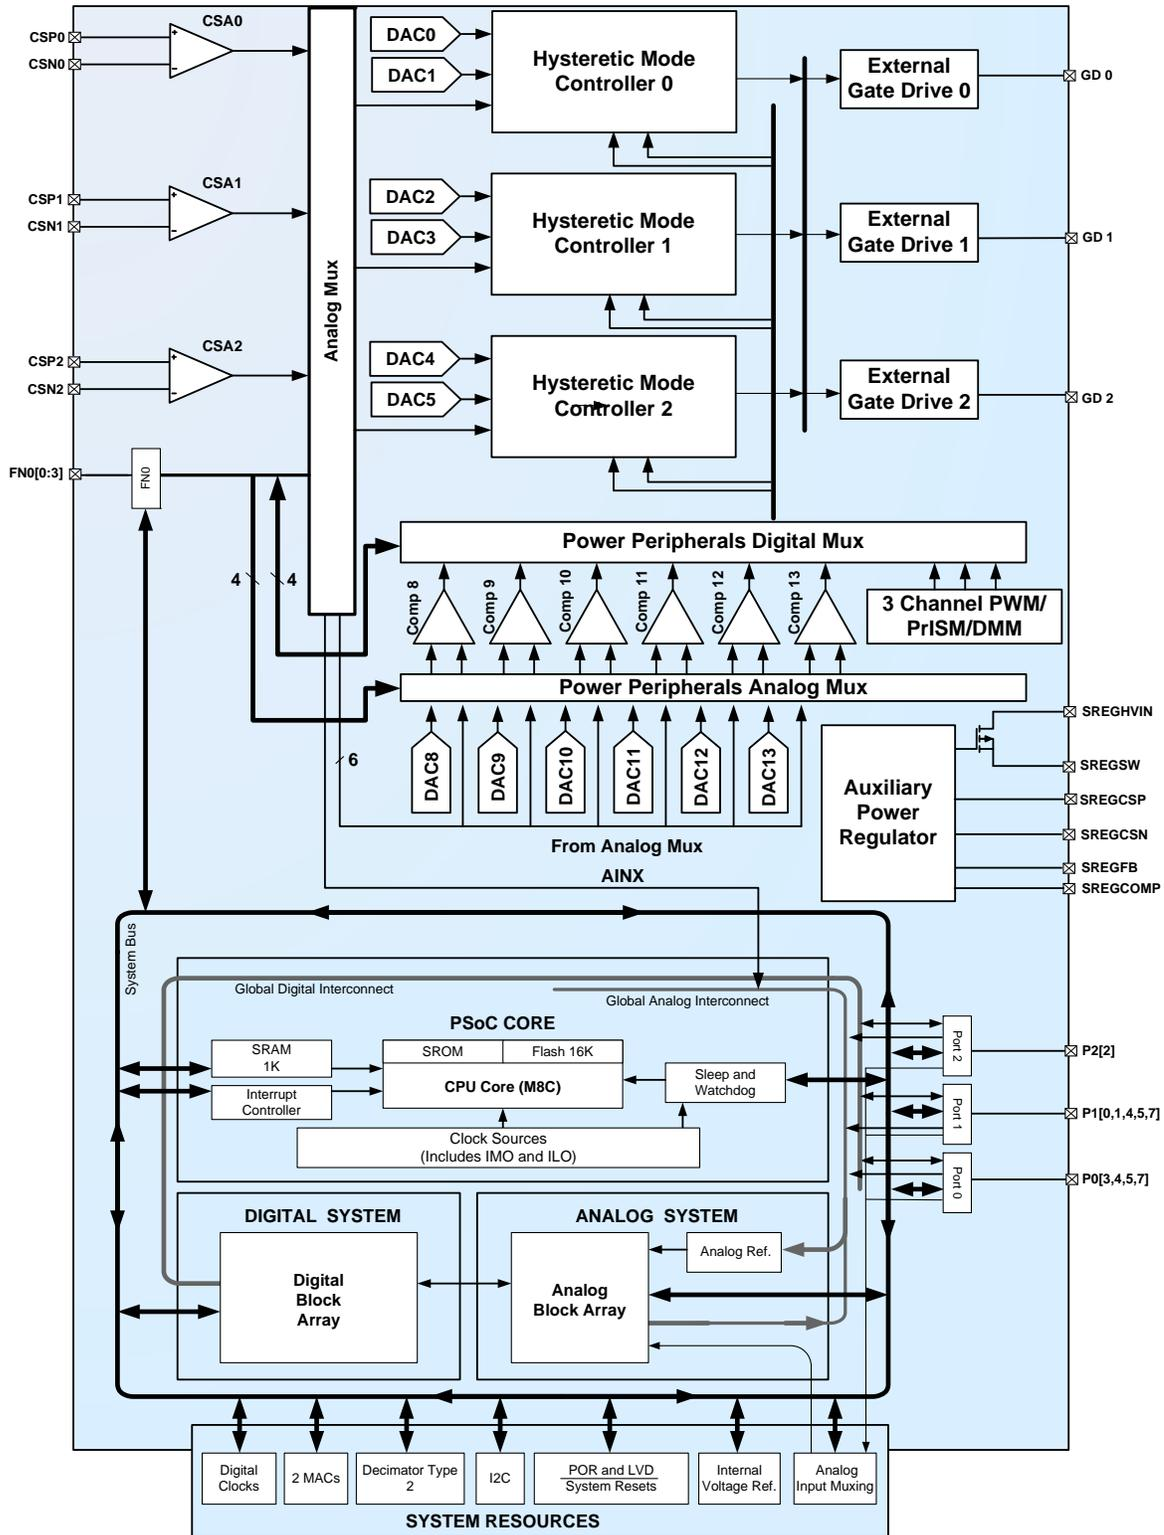 CSA0
CSP0
CSN0
DAC0
DAC1
Hysteretic Mode
Controller 0
External
Gate Drive 0
GD 0
CSA1
CSP1
CSN1
DAC2
DAC3
Hysteretic Mode
Controller 1
External
Gate Drive 1
GD 1
Analog Mux
CSA2
CSP2
CSN2
DAC4
DAC5
Hysteretic Mode
Controller 2
External
Gate Drive 2
GD 2
FN0[0:3]
FN0
4
4
Power Peripherals Digital Mux
Comp 8
Comp 9
Comp 10
Comp 11
Comp 12
Comp 13
3 Channel PWM/
PrISM/DMM
Power Peripherals Analog Mux
DAC8
DAC9
DAC10
DAC11
DAC12
DAC13
6
From Analog Mux
AINX
Auxiliary
Power
Regulator
SREGHVIN
SREGSW
SREGCSP
SREGCSN
SREGFB
SREGCOMP
System Bus
Global Digital Interconnect
Global Analog Interconnect
PSoC CORE
SRAM
1K
Interrupt
Controller
SROM
Flash 16K
CPU Core (M8C)
Sleep and
Watchdog
Clock Sources
(Includes IMO and ILO)
Port 2
P2[2]
Port 1
P1[0,1,4,5,7]
Port 0
P0[3,4,5,7]
DIGITAL SYSTEM
Digital
Block
Array
ANALOG SYSTEM
Analog
Block Array
Analog Ref.
Digital
Clocks
2 MACs
Decimator Type
2
I2C
POR and LVD
System Resets
Internal
Voltage Ref.
Analog
Input Muxing
SYSTEM RESOURCES